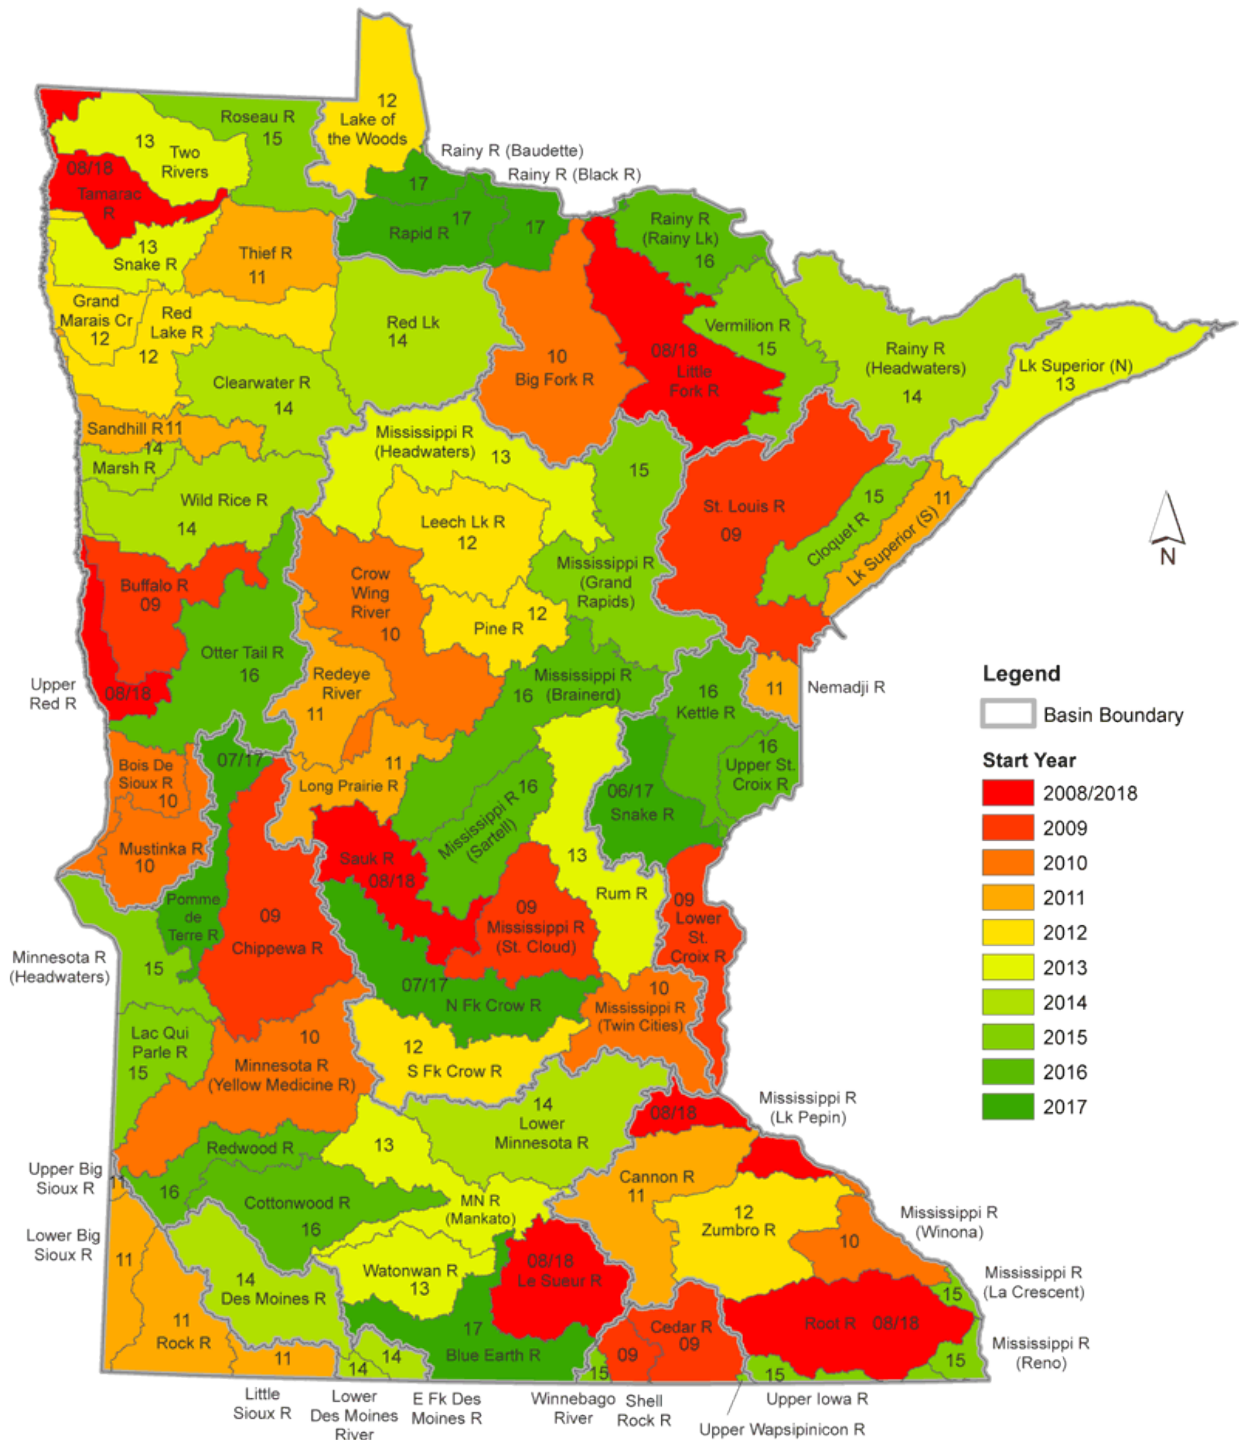 12
Lake of
the Woods
Roseau R
15
13
Two
Rivers
Rainy R (Baudette)
Rainy R (Black R)
08/18
Tamarac
R
17
17
Rapid R
17
Rainy R
(Rainy Lk)
16
13
Snake R
Thief R
11
Grand
Marais Cr
12
Red
Lake R
12
Red Lk
14
10
Big Fork R
08/18
Little
Fork R
Vermilion R
15
Rainy R
(Headwaters)
14
Lk Superior (N)
13
Clearwater R
14
Sandhill R 11
14
Marsh R
Mississippi R
(Headwaters)
13
15
Wild Rice R
14
Leech Lk R
12
St. Louis R
09
15
Cloquet R
11
Lk Superior (S)
N
Buffalo R
09
Crow
Wing
River
10
Mississippi R
(Grand
Rapids)
12
Pine R
Otter Tail R
16
Upper
Red R
08/18
Redeye
River
11
Mississippi R
(Brainerd)
16
16
Kettle R
11
Nemadji R
Legend
Basin Boundary
Start Year
2008/2018
2009
2010
2011
2012
2013
2014
2015
2016
2017
Bois De
Sioux R
10
07/17
11
Long Prairie R
16
Mississippi R
(Sartell)
06/17
Snake R
16
Upper St.
Croix R
Mustinka R
10
Sauk R
08/18
13
Rum R
Pomme
de
Terre R
09
Chippewa R
09
Mississippi R
(St. Cloud)
09
Lower
St.
Croix R
Minnesota R
(Headwaters)
15
07/17
N Fk Crow R
10
Mississippi R
(Twin Cities)
Lac Qui
Parle R
15
10
Minnesota R
(Yellow Medicine R)
12
S Fk Crow R
14
Lower
Minnesota R
08/18
Mississippi R
(Lk Pepin)
Redwood R
16
13
Cannon R
11
Upper Big
Sioux R
11
Cottonwood R
16
MN R
(Mankato)
12
Zumbro R
Mississippi R
(Winona)
10
Lower Big
Sioux R
11
14
Des Moines R
Watonwan R
13
08/18
Le Sueur R
Mississippi R
(La Crescent)
15
11
Rock R
17
Blue Earth R
Cedar R
09
09
Root R 08/18
Mississippi R
(Reno)
15
11
14
14
15
15
Little
Sioux R
Lower
Des Moines
River
E Fk Des
Moines R
Winnebago
River
Shell
Rock R
Upper Iowa R
Upper Wapsipinicon R